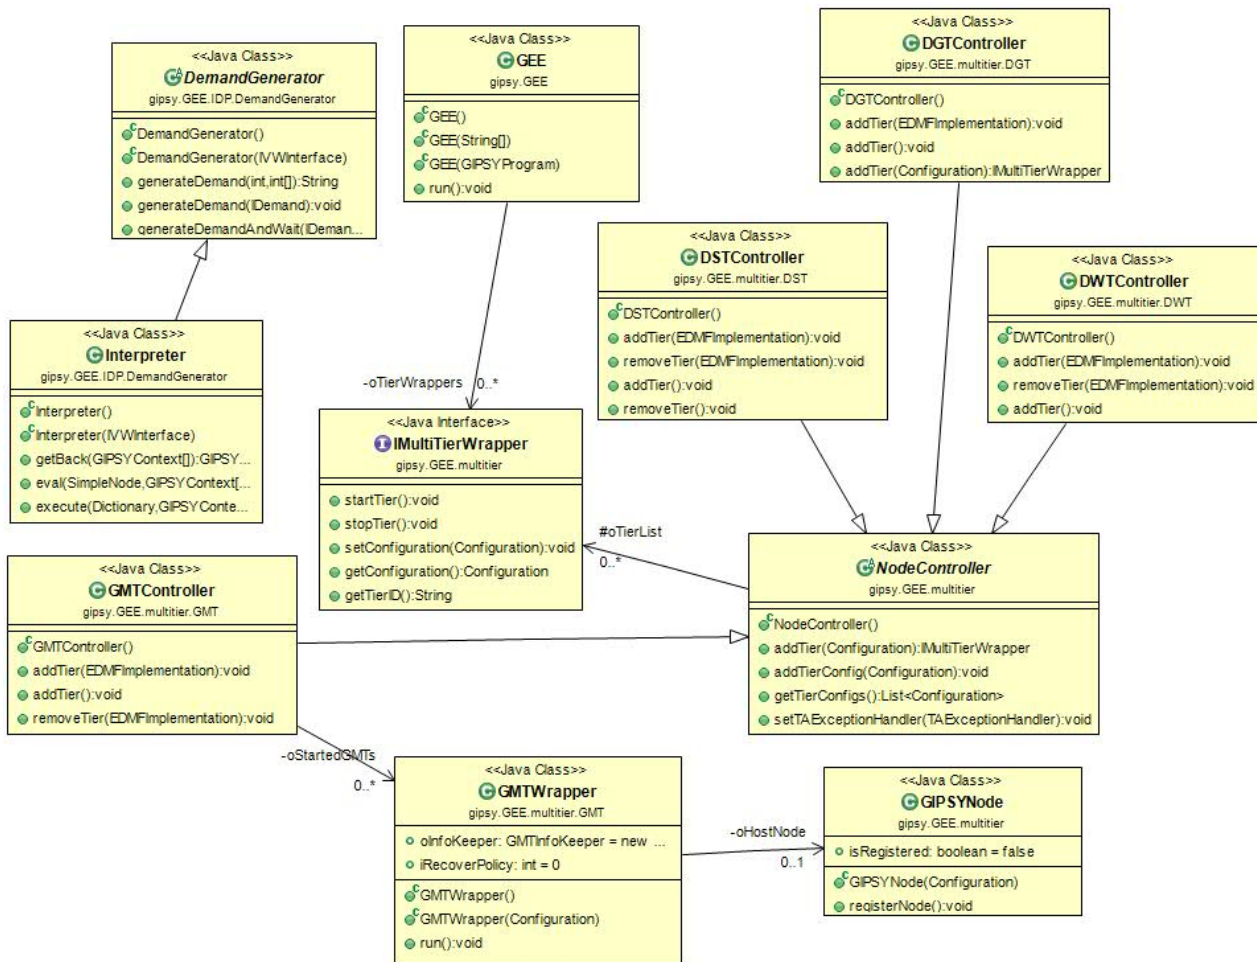 <<Java Class>>
DemandGenerator
gipsy.GEE.IDP.DemandGenerator
DemandGenerator()
DemandGenerator(IVWInterface)
generateDemand(int,int[]):String
generateDemand(IDemand):void
generateDemandAndWait(IDeman...
<<Java Class>>
GEE
gipsy.GEE
GEE()
GEE(String[])
GEE(GIPSYProgram)
run():void
<<Java Class>>
DGTController
gipsy.GEE.multitier.DGT
DGTController()
addTier(EDMFImplementation):void
addTier():void
addTier(Configuration):IMultiTierWrapper
<<Java Class>>
DSTController
gipsy.GEE.multitier.DST
DSTController()
addTier(EDMFImplementation):void
removeTier(EDMFImplementation):void
addTier():void
removeTier():void
<<Java Class>>
DWTController
gipsy.GEE.multitier.DWT
DWTController()
addTier(EDMFImplementation):void
removeTier(EDMFImplementation):void
addTier():void
<<Java Class>>
Interpreter
gipsy.GEE.IDP.DemandGenerator
Interpreter()
Interpreter(IVWInterface)
getBack(GIPSYContext[]):GIPSY...
eval(SimpleNode,GIPSYContext[...
execute(Dictionary,GIPSYConte...
-oTierWrappers
0..*
<<Java Interface>>
IMultiTierWrapper
gipsy.GEE.multitier
startTier():void
stopTier():void
setConfiguration(Configuration):void
getConfiguration():Configuration
getTierID():String
#oTierList
0..*
<<Java Class>>
NodeController
gipsy.GEE.multitier
NodeController()
addTier(Configuration):IMultiTierWrapper
addTierConfig(Configuration):void
getTierConfigs():List<Configuration>
setTAExceptionHandler(TAExceptionHandler):void
<<Java Class>>
GMTController
gipsy.GEE.multitier.GMT
GMTController()
addTier(EDMFImplementation):void
addTier():void
removeTier(EDMFImplementation):void
-oStartedGMTs
0..*
<<Java Class>>
GMTWrapper
gipsy.GEE.multitier.GMT
oInfoKeeper: GMTInfoKeeper = new ...
iRecoverPolicy: int = 0
GMTWrapper()
GMTWrapper(Configuration)
run():void
-oHostNode
0..1
<<Java Class>>
GIPSYNode
gipsy.GEE.multitier
isRegistered: boolean = false
GIPSYNode(Configuration)
registerNode():void